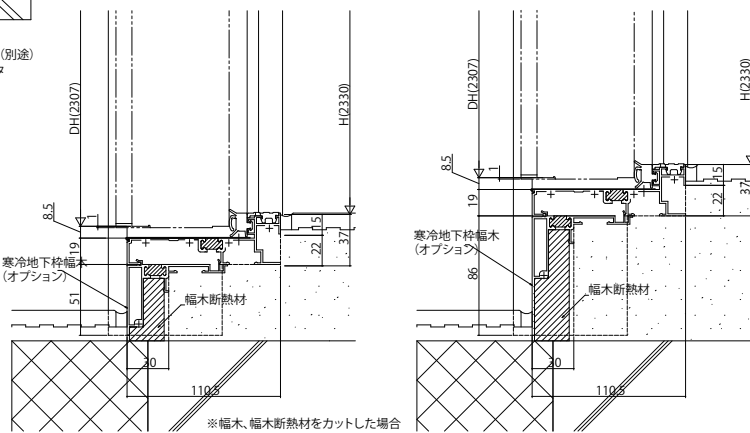 (別途)
DH(2307)
H(2330)
8.5
1
19
15
22
37
寒冷地下枠幅木
(オプション)
51
幅木断熱材
30
110.5
※幅木、幅木断熱材をカットした場合
DH(2307)
H(2330)
8.5
1
19
15
22
37
寒冷地下枠幅木
(オプション)
86
幅木断熱材
30
110.5